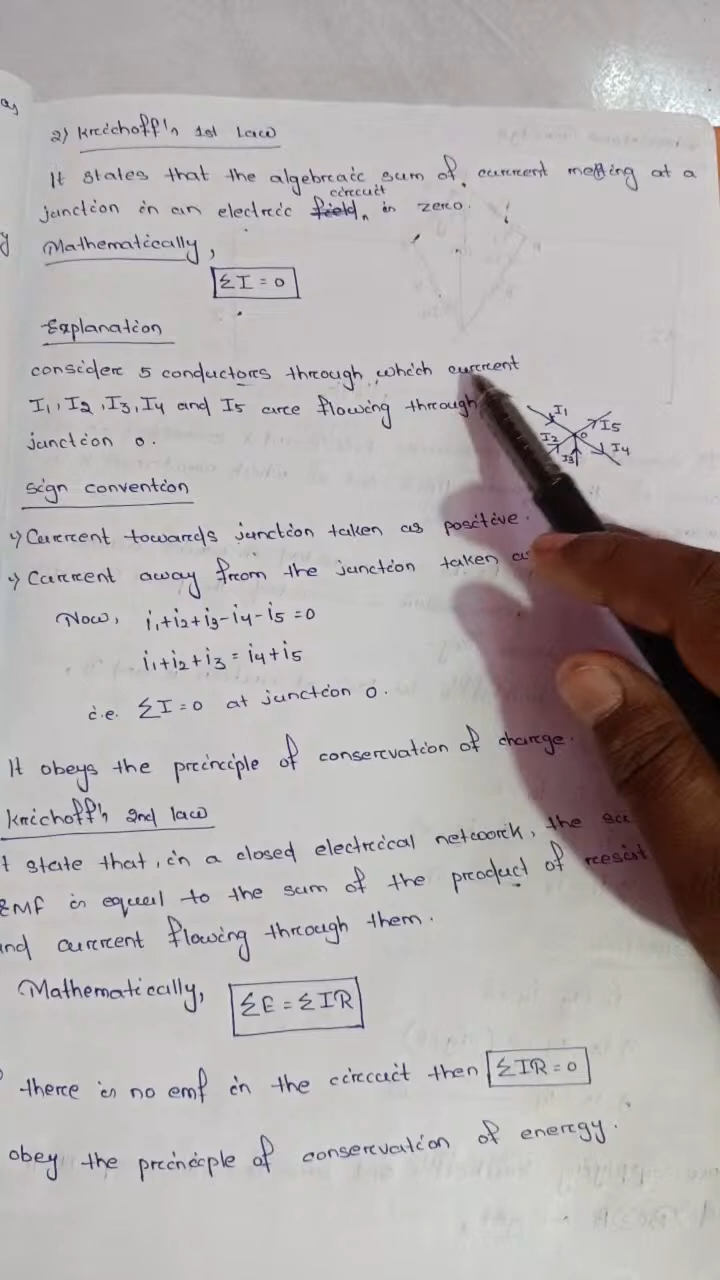 2) Kreichoff's 1st Law
It states that the algebraic sum of current meeting at a
circuit
junction in an electric field, is zero.
Mathematically,
ΣI = 0
Explanation
consider 5 conductors through which current
I1, I2, I3, I4 and I5 are flowing through
junction o.
I1
I5
I2
o
I4
I3
sign convention
Current towards junction taken as positive.
Current away from the junction taken
Now, i1+i2+i3-i4-i5 = 0
i1+i2+i3 = i4+i5
i.e. ΣI = 0 at junction o.
It obeys the principle of conservation of charge.
Kreichoff's 2nd law
state that, in a closed electrical network, the
EMF is equal to the sum of the product of
and current flowing through them.
Mathematically, ΣE = ΣIR
there is no emf in the circuit then ΣIR = 0
obey the principle of conservation of energy.